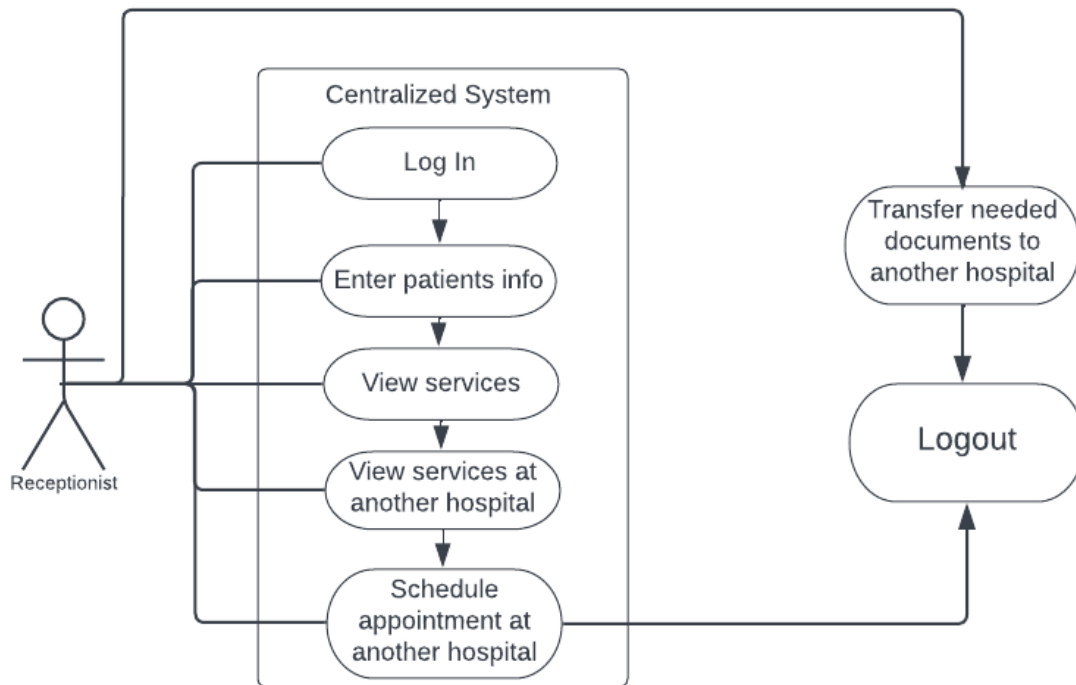 Centralized System
Log In
Enter patients info
View services
View services at
another hospital
Schedule
appointment at
another hospital
Receptionist
Transfer needed
documents to
another hospital
Logout